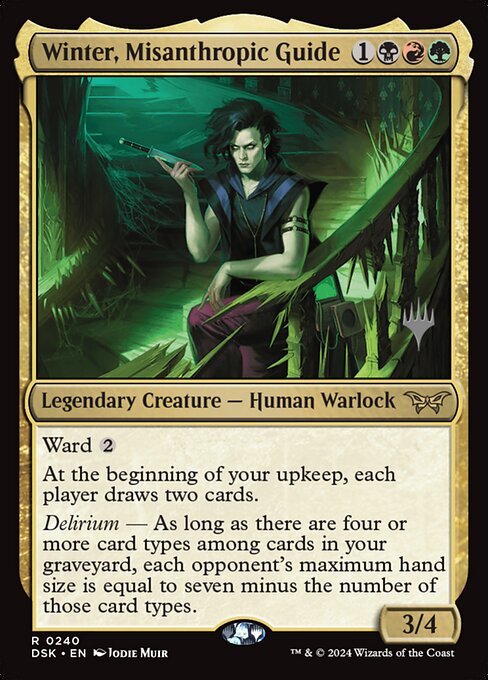 Winter, Misanthropic Guide 1
Legendary Creature — Human Warlock
Ward 2
At the beginning of your upkeep, each
player draws two cards.
Delirium — As long as there are four or
more card types among cards in your
graveyard, each opponent's maximum hand
size is equal to seven minus the number of
those card types.
3/4
R 0240
DSK • EN Jodie Muir
™ & © 2024 Wizards of the Coast